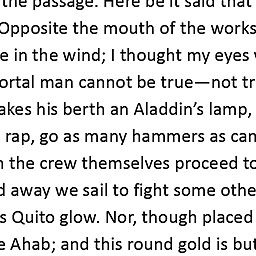 the passage. Here be it said that
Opposite the mouth of the works
e in the wind; I thought my eyes
ortal man cannot be true—not tr
akes his berth an Aladdin’s lamp,
rap, go as many hammers as can
the crew themselves proceed to
d away we sail to fight some othe
s Quito glow. Nor, though placed
e Ahab; and this round gold is but